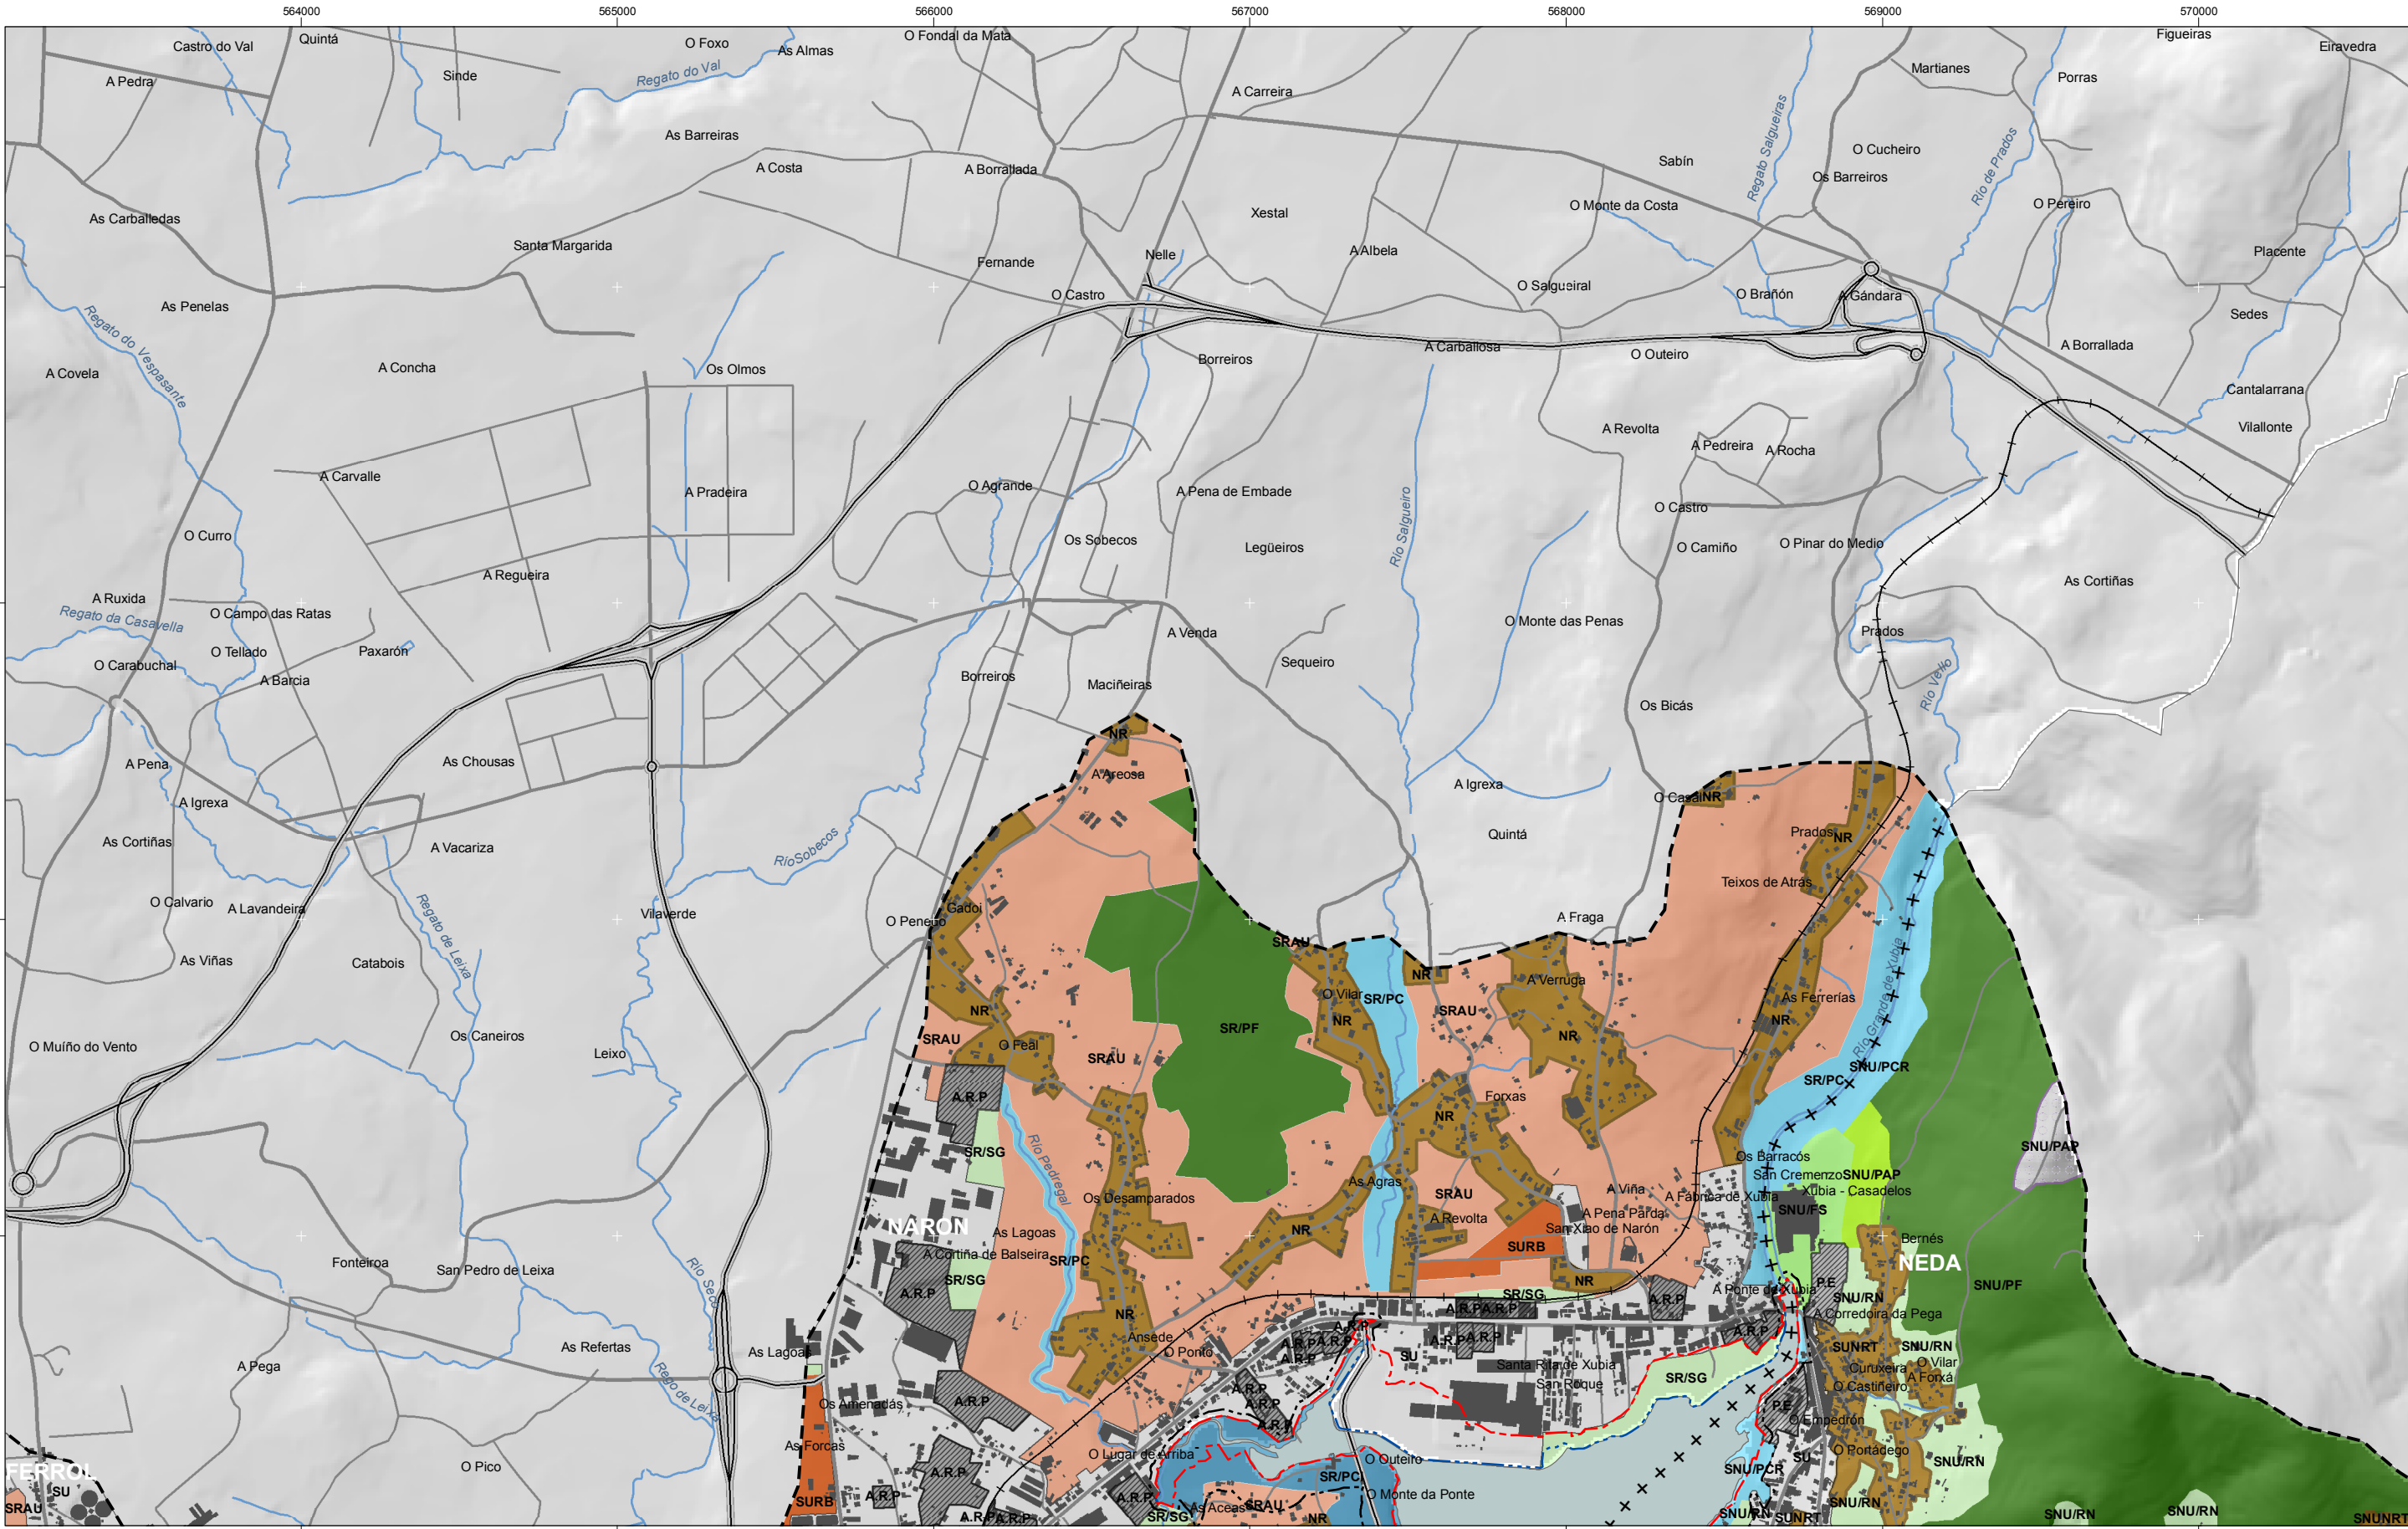 564000
565000
566000
567000
568000
569000
570000
Castro do Val
Quintá
O Foxo
As Almas
O Fondal da Mata
Figueiras
Eiravedra
A Pedra
Sinde
Regato do Val
A Carreira
Martianes
Porras
As Barreiras
A Costa
A Borrallada
Sabín
Regato Salgueiras
O Cucheiro
Os Barreiros
Río de Prados
As Carballedas
Santa Margarida
Xestal
O Monte da Costa
O Pereiro
Fernande
Nelle
A Albela
Placente
As Penelas
O Castro
O Salgueiral
O Brañón
A Gándara
Sedes
Regato do Vespasante
A Covela
A Concha
Os Olmos
Borreiros
A Carballosa
O Outeiro
A Borrallada
Cantalarrana
Vilallonte
A Revolta
A Pedreira
A Rocha
A Carvalle
A Pradeira
O Agrande
A Pena de Embade
O Castro
O Curro
Os Sobecos
Legüeiros
Río Salgueiro
O Camiño
O Pinar do Medio
A Regueira
As Cortiñas
A Ruxida
Regato da Casavella
O Campo das Ratas
O Monte das Penas
O Carabuchal
O Tellado
Paxarón
A Venda
Prados
A Barcia
Borreiros
Maciñeiras
Sequeiro
Os Bicás
Río Vello
NR
A Pena
As Chousas
A Areosa
A Igrexa
O Casal
NR
A Igrexa
As Cortiñas
A Vacariza
Río Sobecos
Quintá
Prados
NR
O Calvario
A Lavandeira
Regato de Leixa
Vilaverde
O Penedo
Gadoi
A Fraga
Teixos de Atrás
As Viñas
Catabois
SRAU
NR
A Verruga
O Vilar
SR/PC
SRAU
As Ferrerías
NR
NR
NR
NR
Río Grande de Xubia
O Muíño do Vento
Os Caneiros
Leixo
SRAU
O Feal
SRAU
SR/PF
SNU/PCR
SR/PC
A.R.P
Forxas
NR
SR/SG
Río Pedregal
Os Barracós
SNU/PAP
San Cremenzo
SNU/PAP
As Agras
Os Desamparados
SRAU
A Viña
A Fábrica de Xubia
Xubia - Casadelos
SNU/FS
NARON
As Lagoas
A Revolta
A Pena Parda
San Xiao de Narón
NR
SURB
Bernés
NEDA
A Cortiña de Balseira
SR/PC
Fonteiroa
San Pedro de Leixa
Río Seco
SR/SG
A.R.P
NR
SR/SG
A.R.P
A.R.P
A.R.P
A Ponte de Xubia
P.E
SNU/RN
SNU/PF
A Corredoira da Pega
NR
Ansede
O Ponto
A.R.P
A.R.P
A.R.P
A.R.P
A.R.P
A.R.P
A.R.P
As Refertas
As Lagoas
A Pega
Rego de Leixa
SU
Santa Rita de Xubia
San Roque
SR/SG
SUNRT
SNU/RN
Curuxeira
O Vilar
A Forxá
O Castiñeiro
Os Amenadás
A.R.P
A.R.P
A.R.P
A.R.P
P.E
O Empedrón
As Forcas
O Lugar de Arriba
O Outeiro
O Portádego
SU
SNU/RN
FERROL
O Pico
A.R.P
SR/PC
SNU/PCR
SU
SRAU
SURB
A.R.P
A.R.P
O Monte da Ponte
As Aceas
SRAU
SNU/RN
A.R.P
A.R.P
SR/SG
NR
SNU/RN
SUNRT
SNU/RN
SNU/RN
SNUNRT